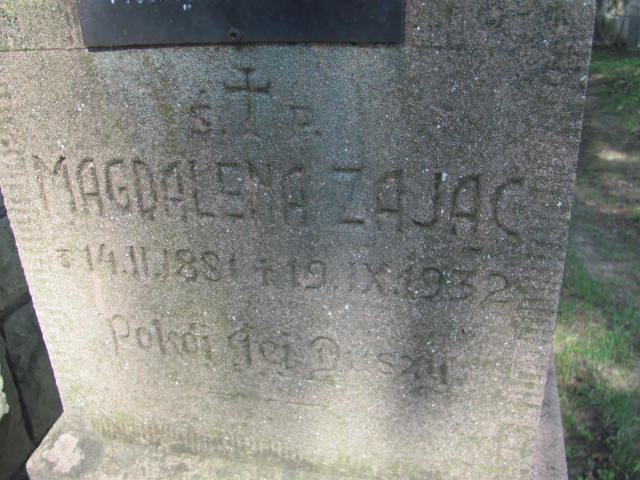 Ś. † P.
MAGDALENA ZAJĄC
* 14.II.1881 † 19.IX.1932
Pokój Jej Duszy